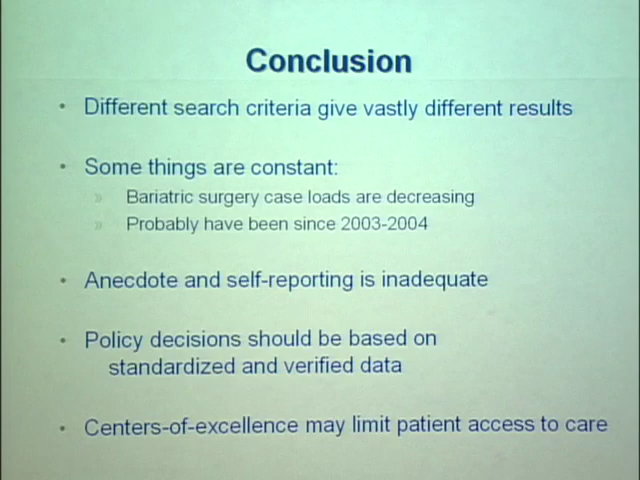 Conclusion
• Different search criteria give vastly different results
• Some things are constant:
» Bariatric surgery case loads are decreasing
» Probably have been since 2003-2004
• Anecdote and self-reporting is inadequate
• Policy decisions should be based on
standardized and verified data
• Centers-of-excellence may limit patient access to care